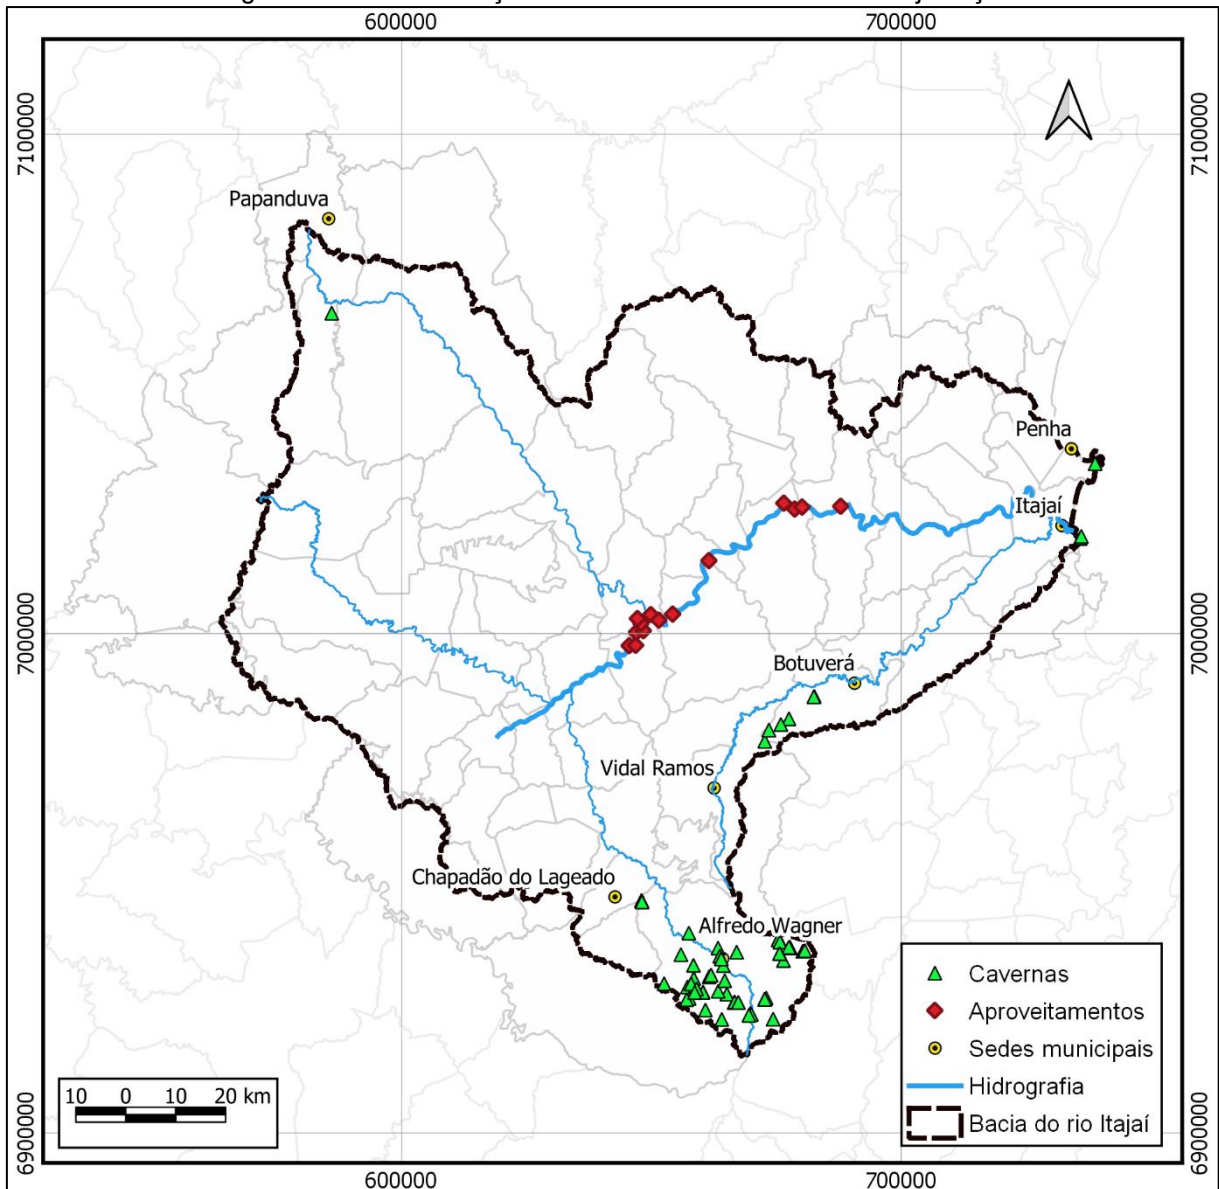 600000
700000
7100000
7100000
Papanduva
Penha
Itajaí
7000000
7000000
Botuverá
Vidal Ramos
Chapadão do Lageado
Alfredo Wagner
Cavernas
Aproveitamentos
Sedes municipais
Hidrografia
Bacia do rio Itajaí
10 0 10 20 km
6900000
6900000
600000
700000